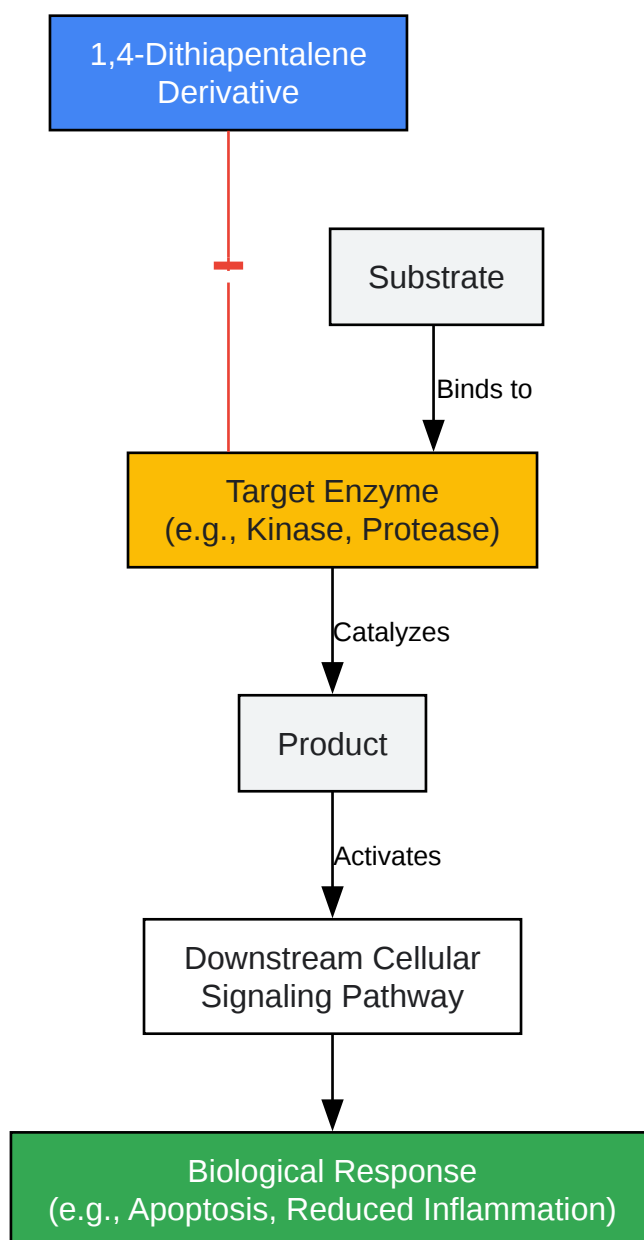 1,4-Dithiapentalene
Derivative
Substrate
Binds to
Target Enzyme
(e.g., Kinase, Protease)
Catalyzes
Product
Activates
Downstream Cellular
Signaling Pathway
Biological Response
(e.g., Apoptosis, Reduced Inflammation)